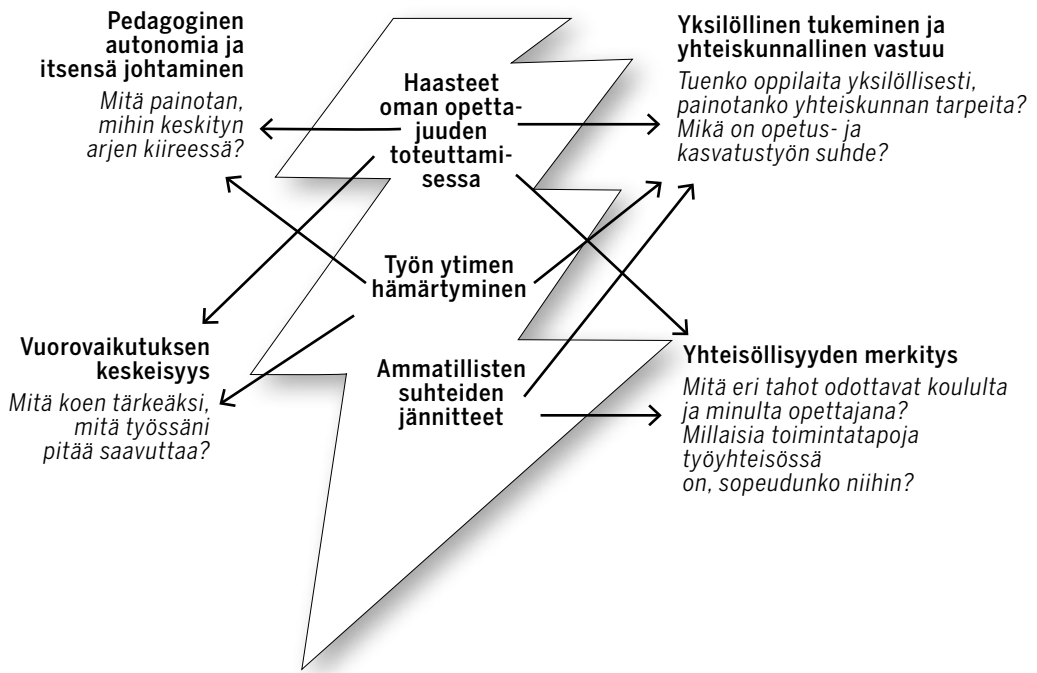 Pedagoginen
autonomia ja
itsensä johtaminen
Mitä painotan,
mihin keskityn
arjen kiireessä?
Haasteet
oman opetta-
juuden
toteuttami-
sessa
Yksilöllinen tukeminen ja
yhteiskunnallinen vastuu
Tuenko oppilaita yksilöllisesti,
painotanko yhteiskunnan tarpeita?
Mikä on opetus- ja
kasvatustyön suhde?
Työn ytimen
hämärtyminen
Vuorovaikutuksen
keskeisyys
Mitä koen tärkeäksi,
mitä työssäni
pitää saavuttaa?
Ammatillisten
suhteiden
jännitteet
Yhteisöllisyyden merkitys
Mitä eri tahot odottavat koululta
ja minulta opettajana?
Millaisia toimintatapoja
työyhteisössä
on, sopeudunko niihin?